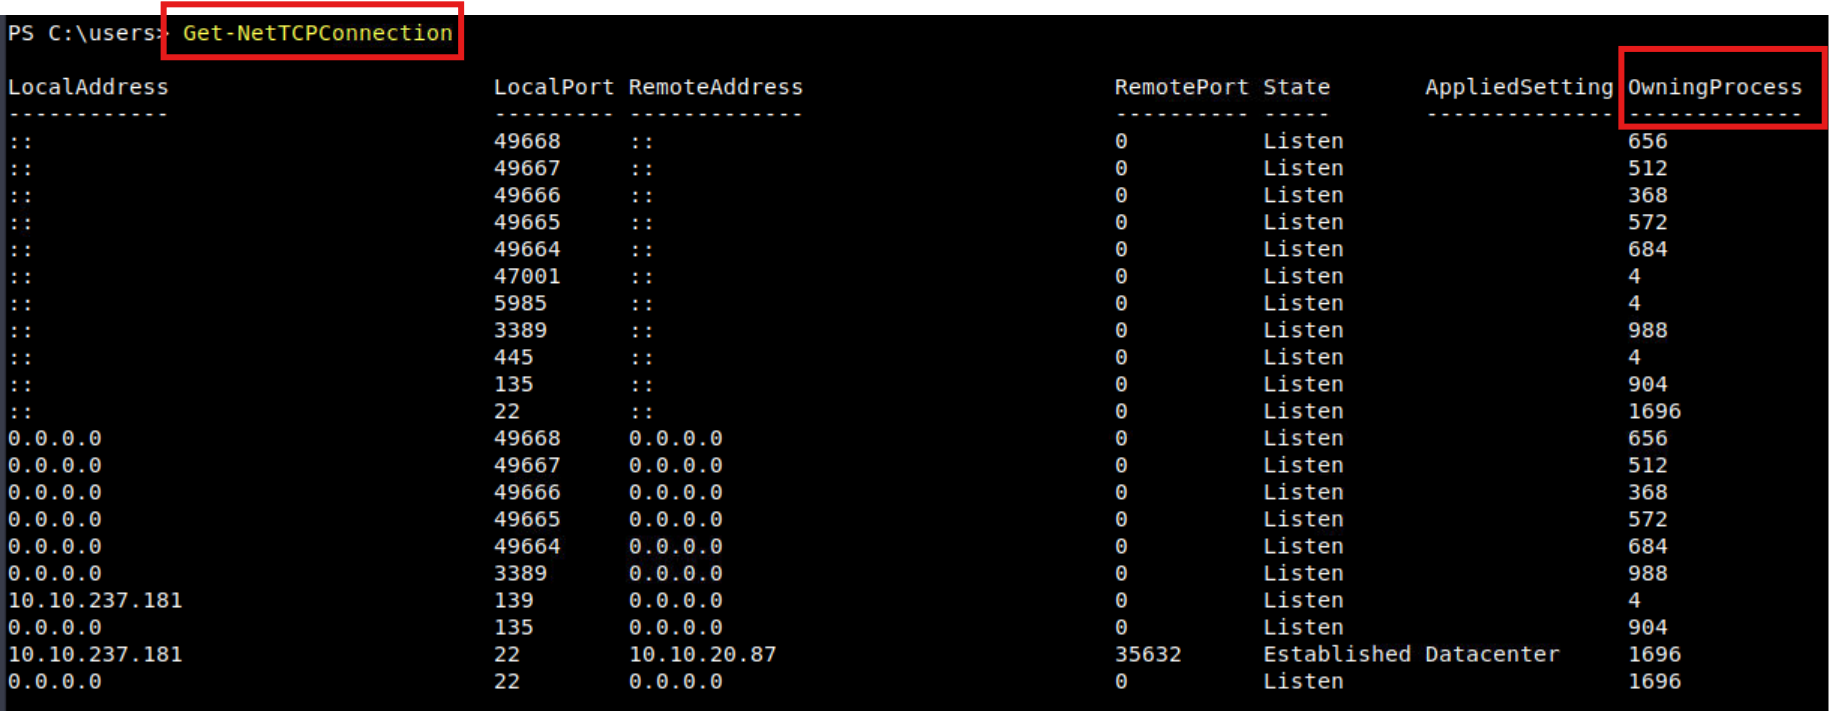 PS C:\users> Get-NetTCPConnection
LocalAddress LocalPort RemoteAddress RemotePort State AppliedSetting OwningProcess
------------ --------- ------------- ---------- ----- -------------- -------------
:: 49668 :: 0 Listen 656
:: 49667 :: 0 Listen 512
:: 49666 :: 0 Listen 368
:: 49665 :: 0 Listen 572
:: 49664 :: 0 Listen 684
:: 47001 :: 0 Listen 4
:: 5985 :: 0 Listen 4
:: 3389 :: 0 Listen 988
:: 445 :: 0 Listen 4
:: 135 :: 0 Listen 904
:: 22 :: 0 Listen 1696
0.0.0.0 49668 0.0.0.0 0 Listen 656
0.0.0.0 49667 0.0.0.0 0 Listen 512
0.0.0.0 49666 0.0.0.0 0 Listen 368
0.0.0.0 49665 0.0.0.0 0 Listen 572
0.0.0.0 49664 0.0.0.0 0 Listen 684
0.0.0.0 3389 0.0.0.0 0 Listen 988
10.10.237.181 139 0.0.0.0 0 Listen 4
0.0.0.0 135 0.0.0.0 0 Listen 904
10.10.237.181 22 10.10.20.87 35632 Established Datacenter 1696
0.0.0.0 22 0.0.0.0 0 Listen 1696